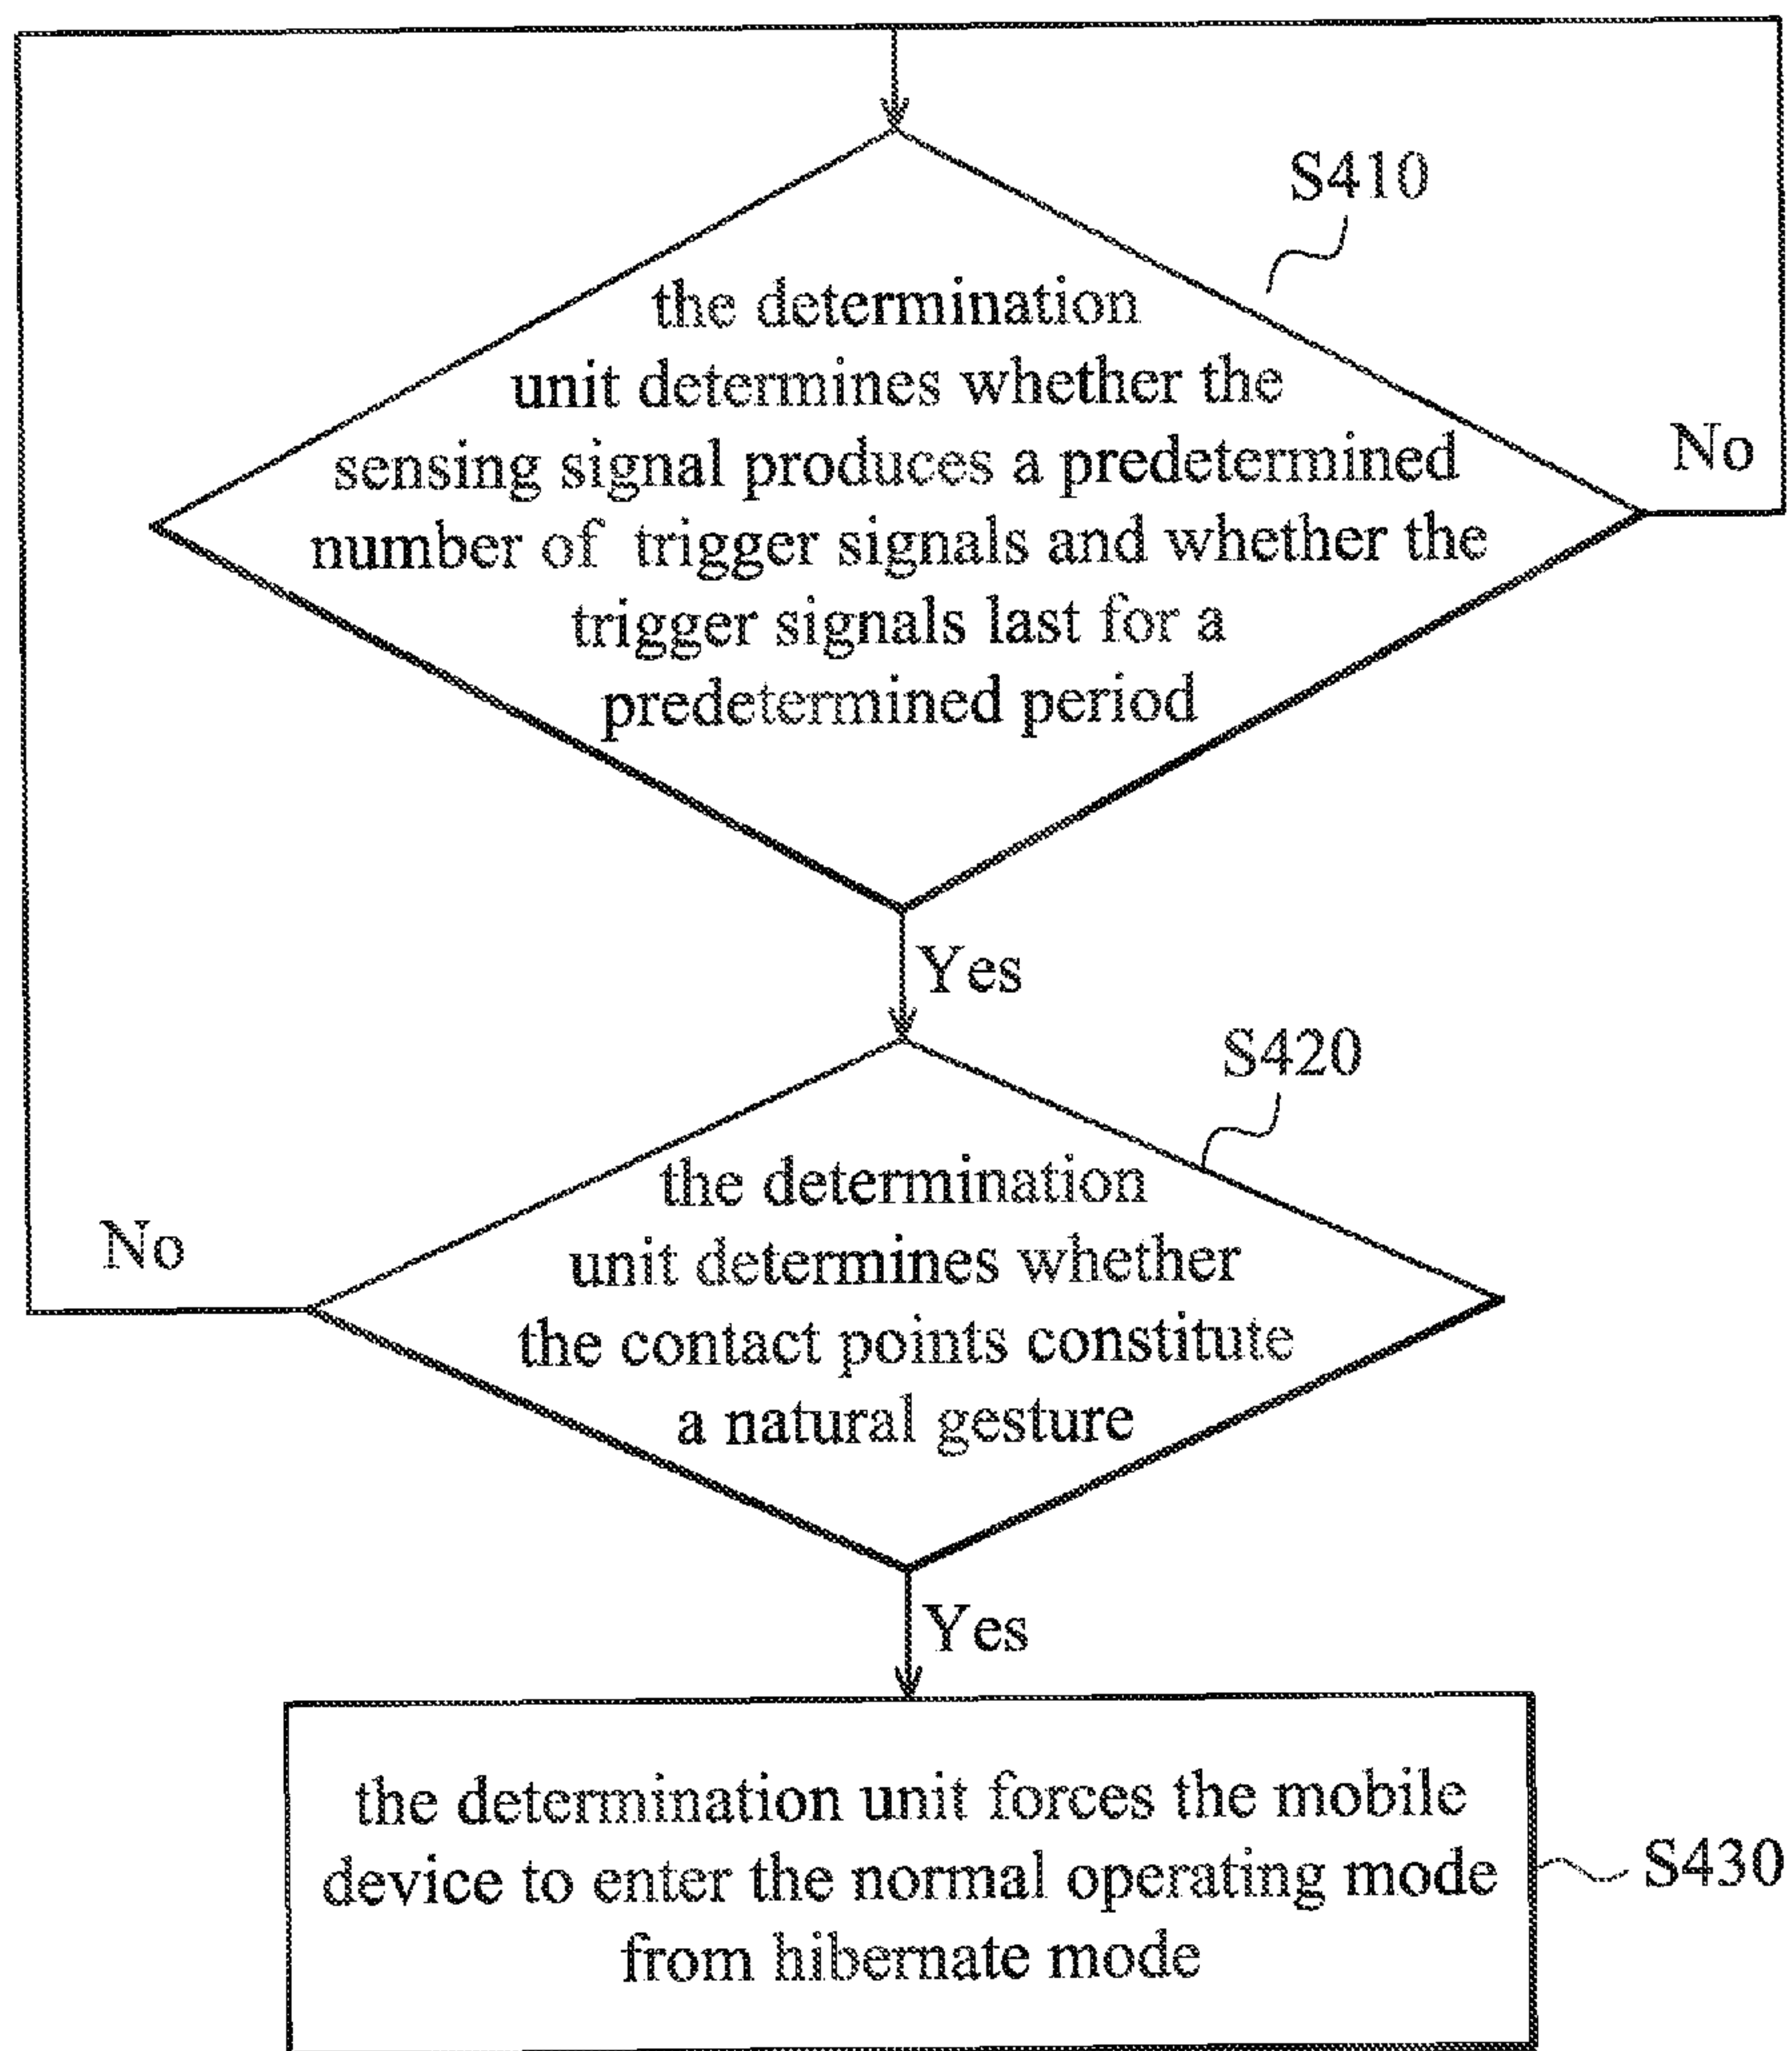 S410
the determination
unit determines whether the
sensing signal produces a predetermined
number of trigger signals and whether the
trigger signals last for a
predetermined period
No
Yes
S420
the determination
unit determines whether
the contact points constitute
a natural gesture
No
Yes
the determination unit forces the mobile
device to enter the normal operating mode
from hibernate mode
S430